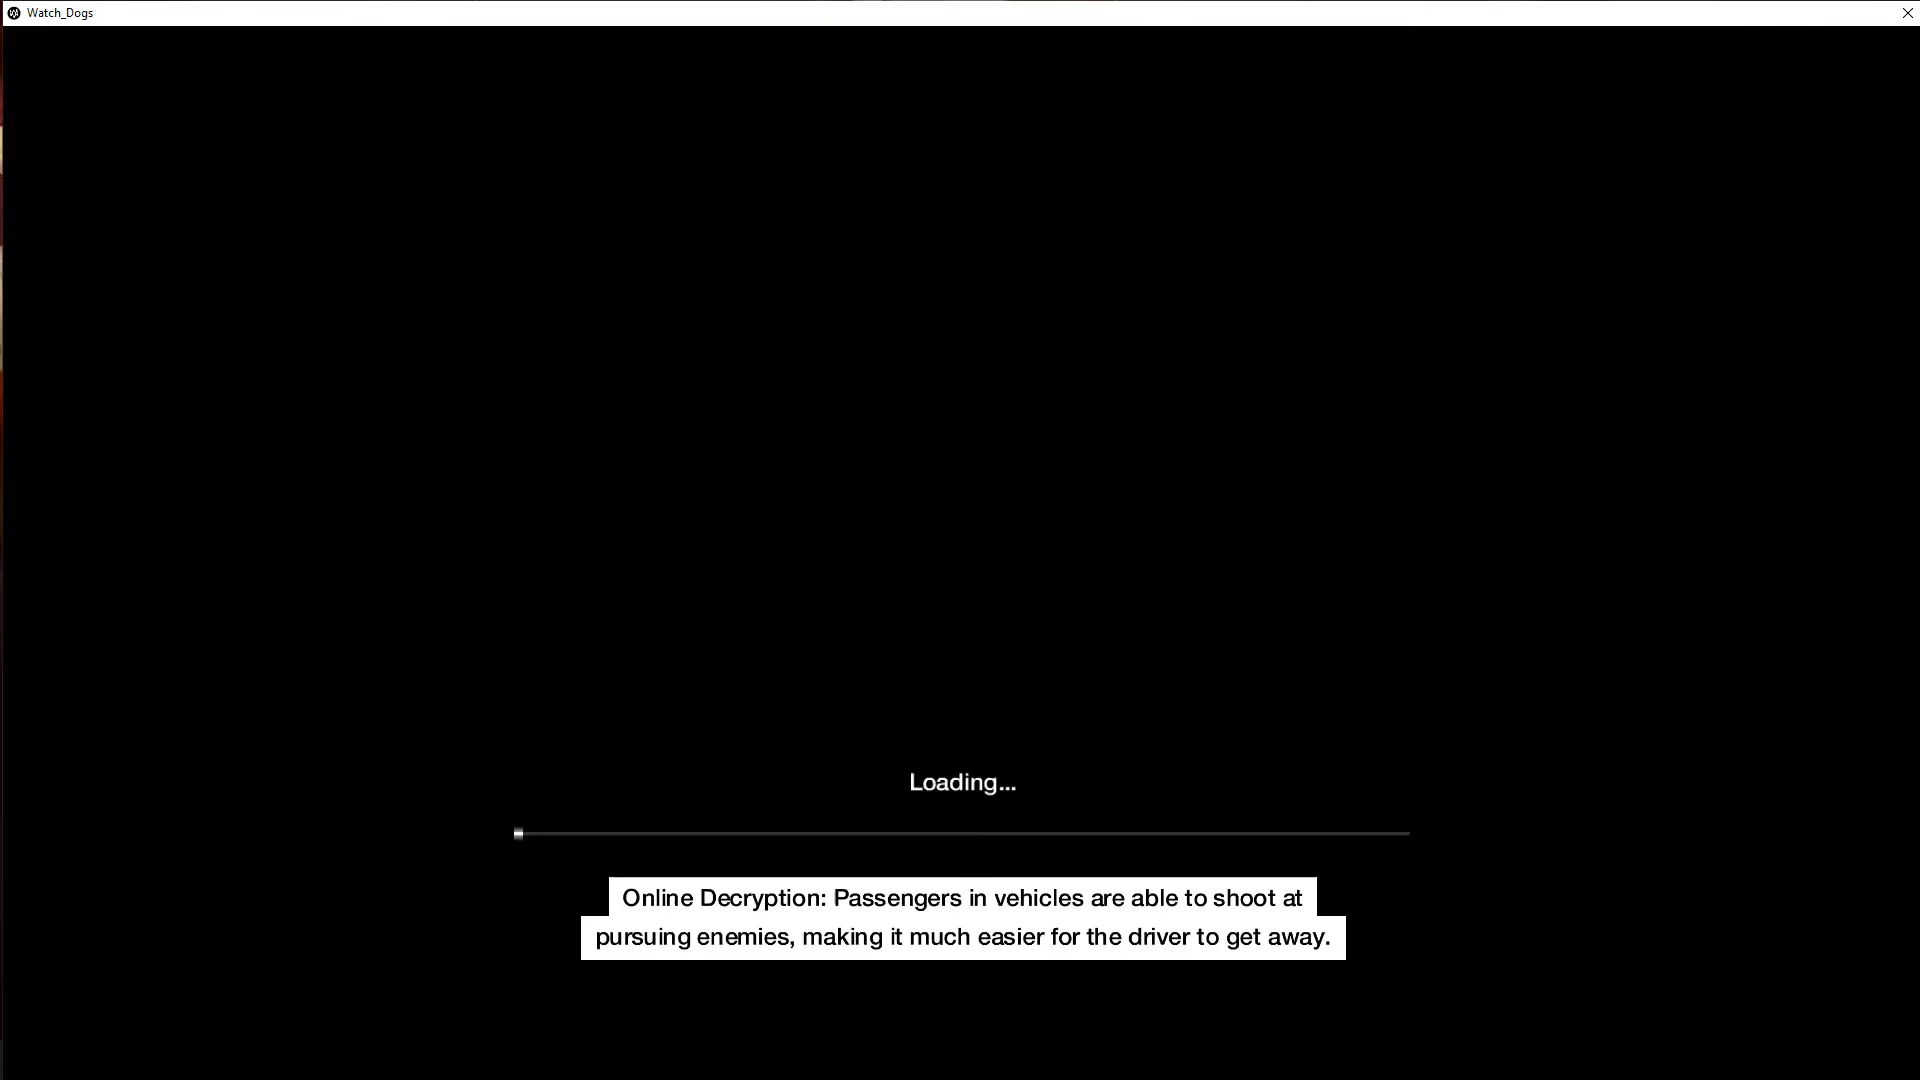 Watch_Dogs
Loading...
Online Decryption: Passengers in vehicles are able to shoot at
pursuing enemies, making it much easier for the driver to get away.